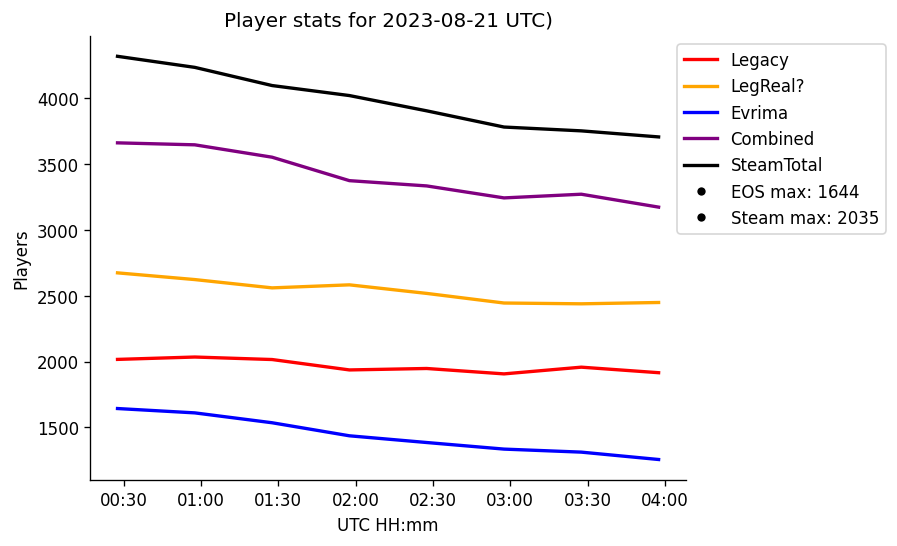 Player stats for 2023-08-21 UTC)
Legacy
LegReal?
Evrima
Combined
SteamTotal
EOS max: 1644
Steam max: 2035
Players
4000
3500
3000
2500
2000
1500
00:30 01:00 01:30 02:00 02:30 03:00 03:30 04:00
UTC HH:mm